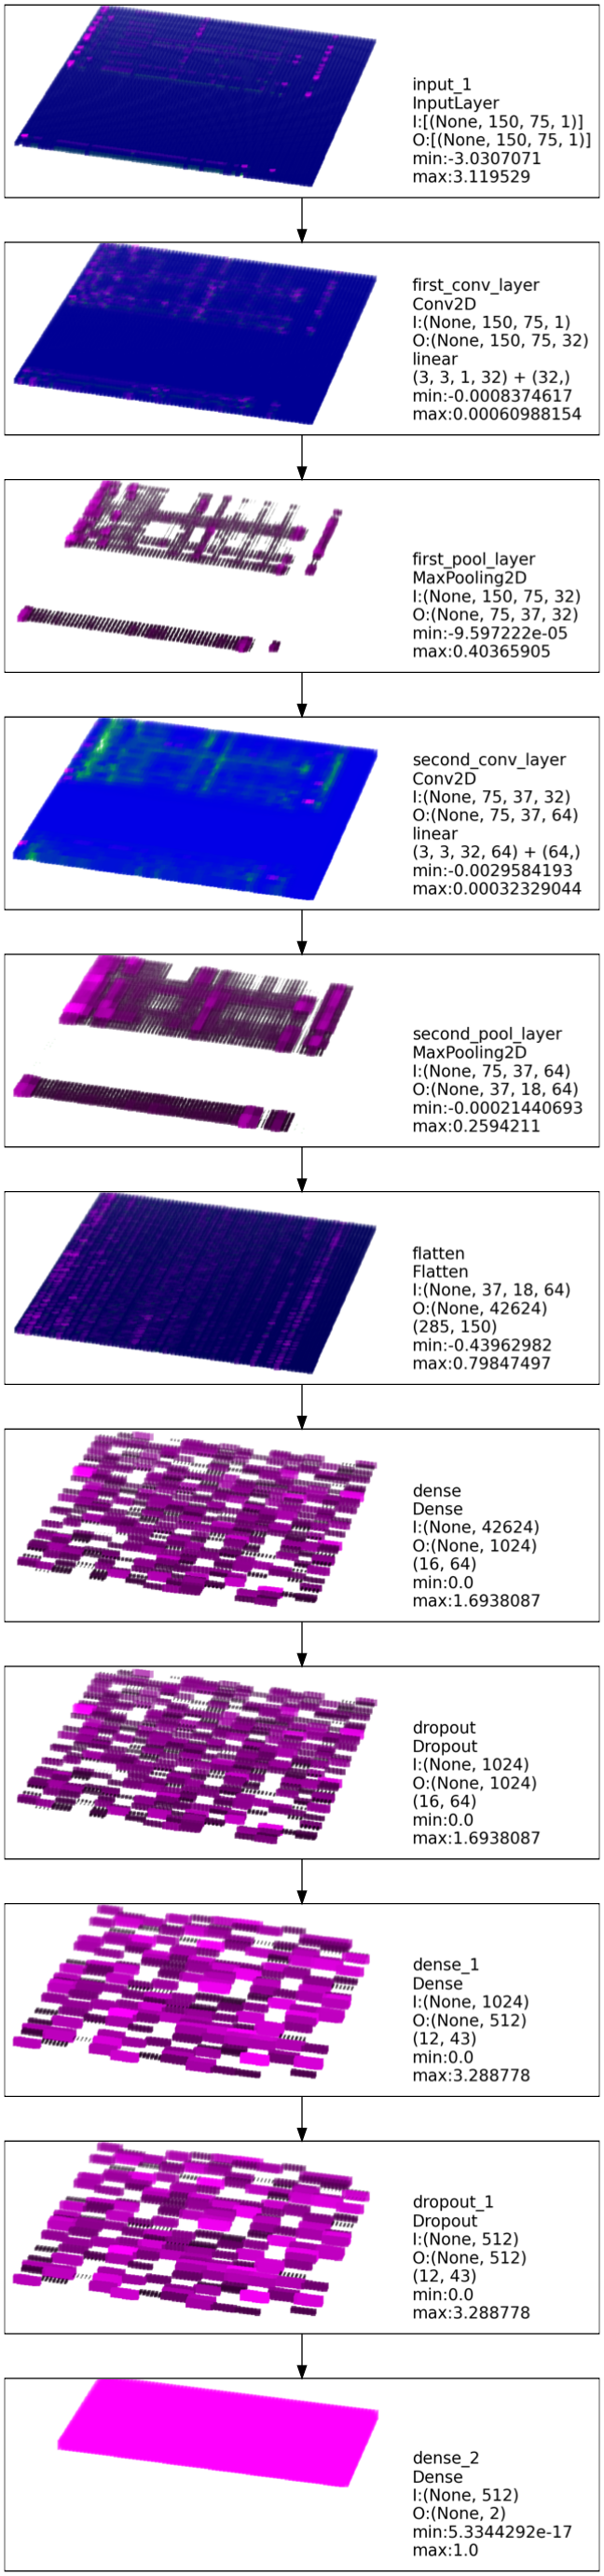 input_1
InputLayer
I:[(None, 150, 75, 1)]
O:[(None, 150, 75, 1)]
min:-3.0307071
max:3.119529
first_conv_layer
Conv2D
I:(None, 150, 75, 1)
O:(None, 150, 75, 32)
linear
(3, 3, 1, 32) + (32,)
min:-0.0008374617
max:0.00060988154
first_pool_layer
MaxPooling2D
I:(None, 150, 75, 32)
O:(None, 75, 37, 32)
min:-9.597222e-05
max:0.40365905
second_conv_layer
Conv2D
I:(None, 75, 37, 32)
O:(None, 75, 37, 64)
linear
(3, 3, 32, 64) + (64,)
min:-0.0029584193
max:0.00032329044
second_pool_layer
MaxPooling2D
I:(None, 75, 37, 64)
O:(None, 37, 18, 64)
min:-0.00021440693
max:0.2594211
flatten
Flatten
I:(None, 37, 18, 64)
O:(None, 42624)
(285, 150)
min:-0.43962982
max:0.79847497
dense
Dense
I:(None, 42624)
O:(None, 1024)
(16, 64)
min:0.0
max:1.6938087
dropout
Dropout
I:(None, 1024)
O:(None, 1024)
(16, 64)
min:0.0
max:1.6938087
dense_1
Dense
I:(None, 1024)
O:(None, 512)
(12, 43)
min:0.0
max:3.288778
dropout_1
Dropout
I:(None, 512)
O:(None, 512)
(12, 43)
min:0.0
max:3.288778
dense_2
Dense
I:(None, 512)
O:(None, 2)
min:5.3344292e-17
max:1.0